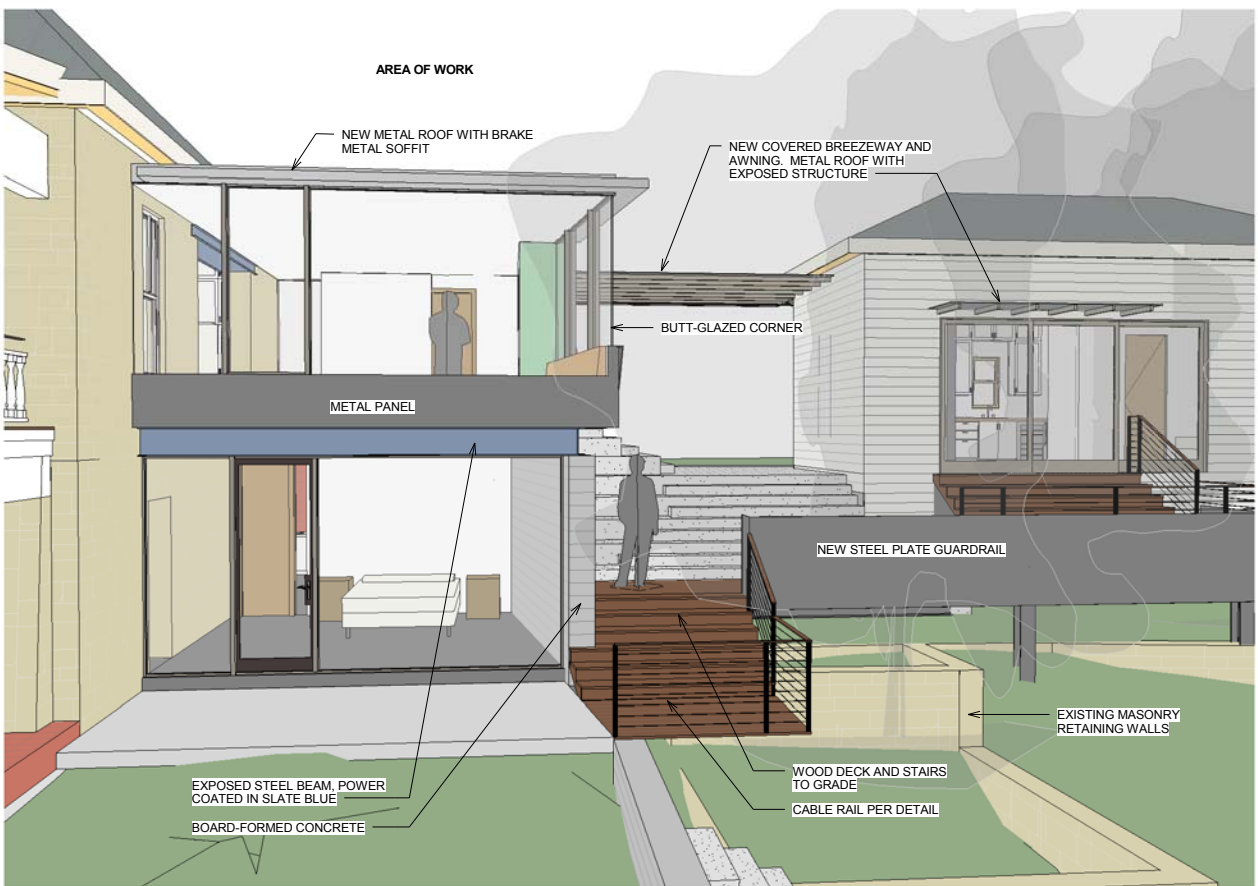 AREA OF WORK
NEW METAL ROOF WITH BRAKE
METAL SOFFIT
NEW COVERED BREEZEWAY AND
AWNING. METAL ROOF WITH
EXPOSED STRUCTURE
BUTT-GLAZED CORNER
METAL PANEL
NEW STEEL PLATE GUARDRAIL
EXISTING MASONRY
RETAINING WALLS
EXPOSED STEEL BEAM, POWER
COATED IN SLATE BLUE
WOOD DECK AND STAIRS
TO GRADE
CABLE RAIL PER DETAIL
BOARD-FORMED CONCRETE